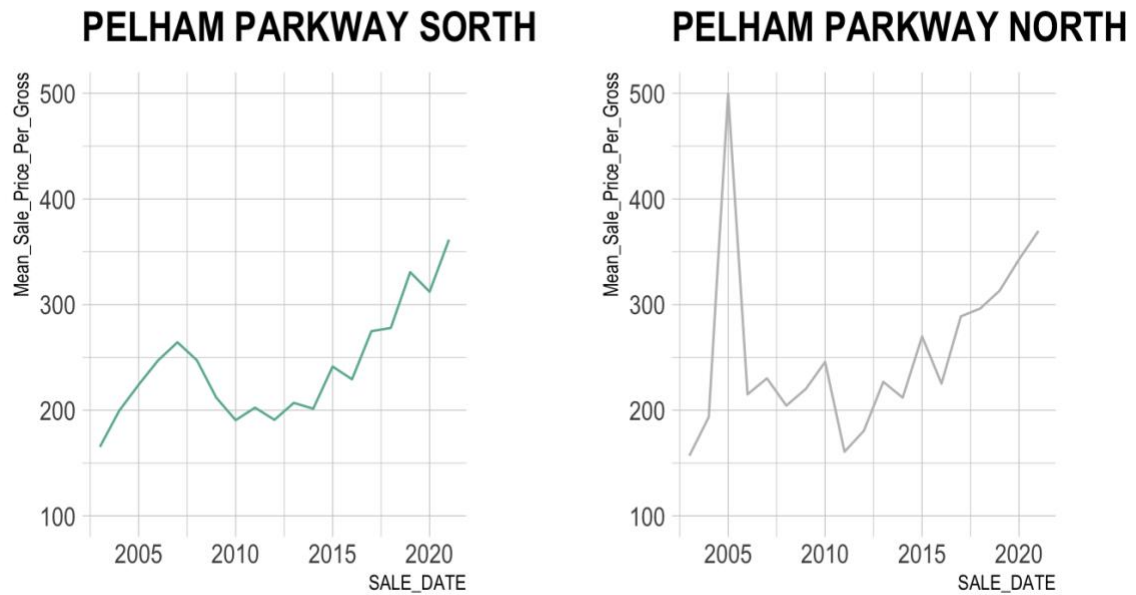 PELHAM PARKWAY SORTH
Mean_Sale_Price_Per_Gross
500
400
300
200
100
2005 2010 2015 2020
SALE_DATE
PELHAM PARKWAY NORTH
Mean_Sale_Price_Per_Gross
500
400
300
200
100
2005 2010 2015 2020
SALE_DATE